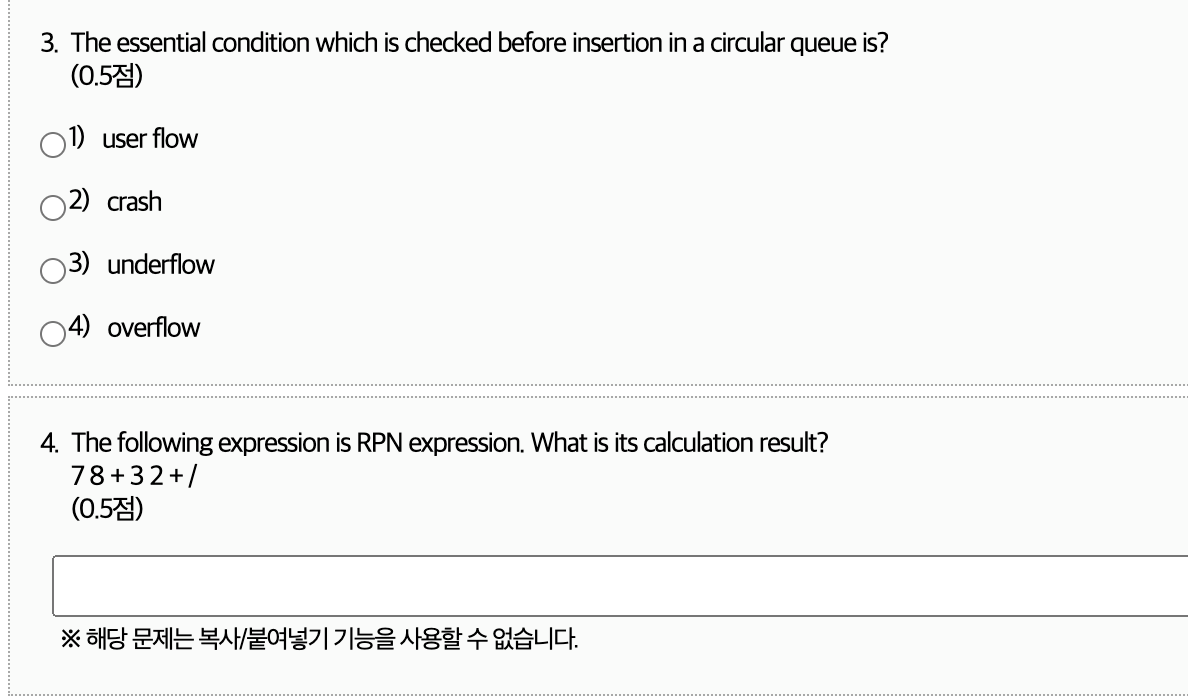 3. The essential condition which is checked before insertion in a circular queue is?
(0.5점)
1) user flow
2) crash
3) underflow
4) overflow
4. The following expression is RPN expression. What is its calculation result?
7 8 + 3 2 + /
(0.5점)
※ 해당 문제는 복사/붙여넣기 기능을 사용할 수 없습니다.